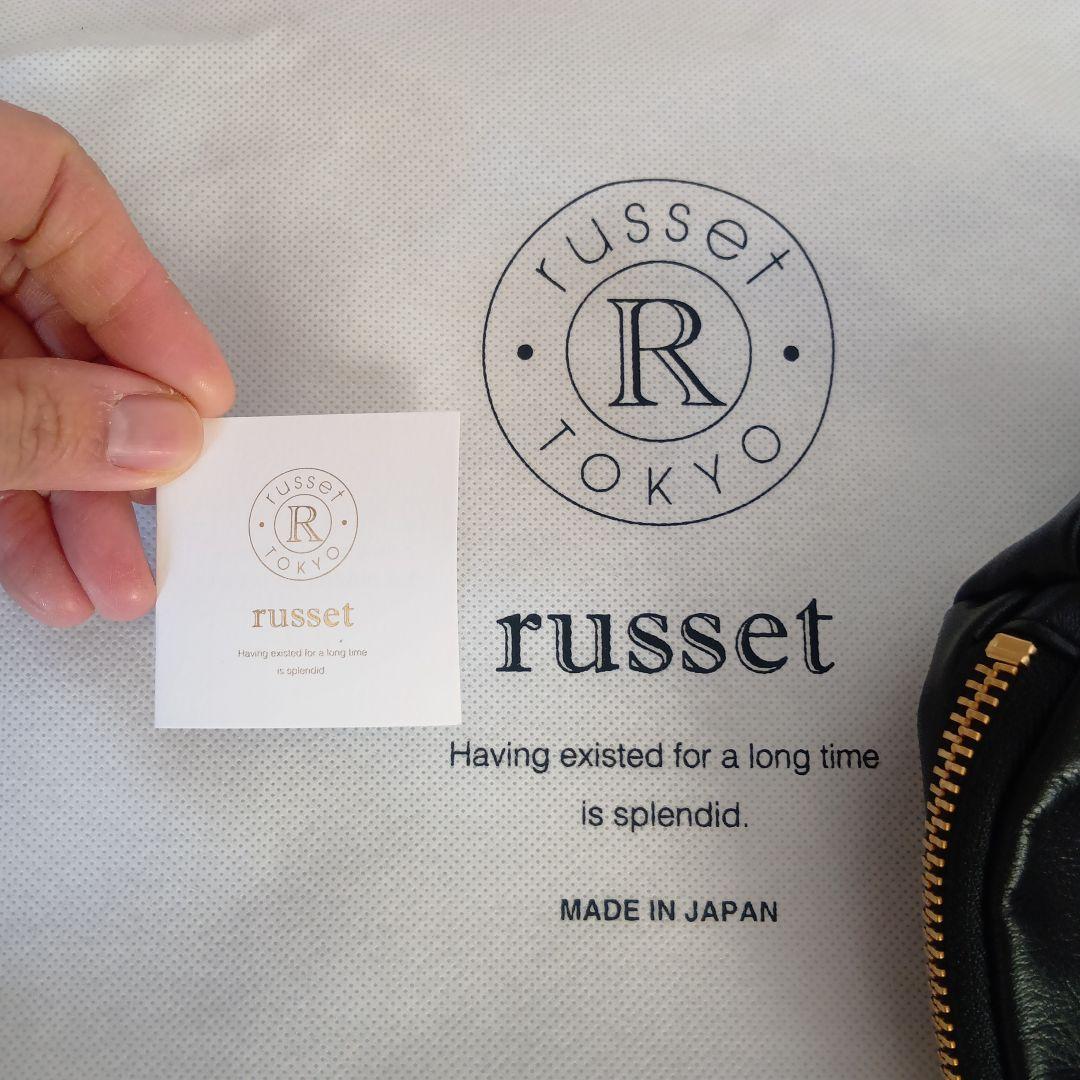 russet
R
TOKYO
russet
Having existed for a long time
is splendid.
MADE IN JAPAN
russet
R
TOKYO
russet
Having existed for a long time
is splendid.